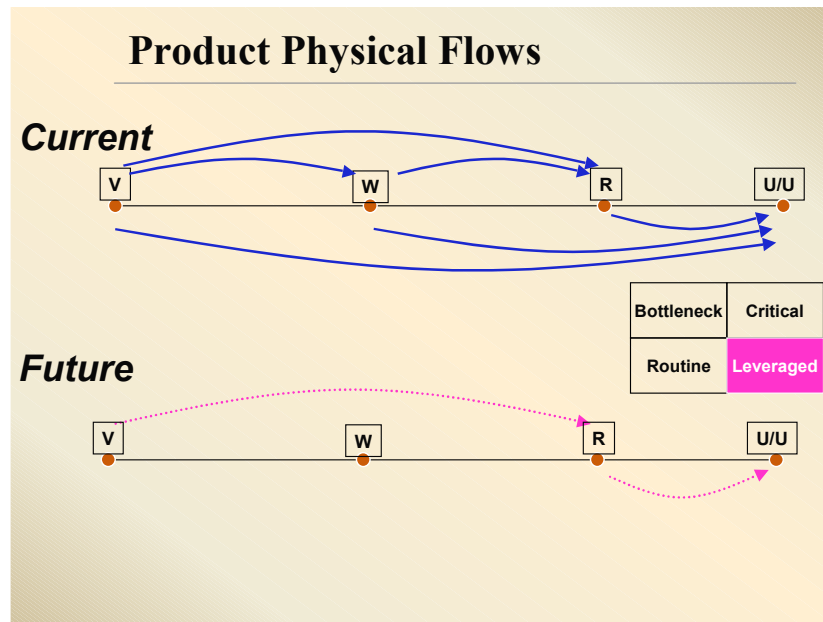 Product Physical Flows
Current
V
W
R
U/U
Bottleneck
Critical
Routine
Leveraged
Future
V
W
R
U/U